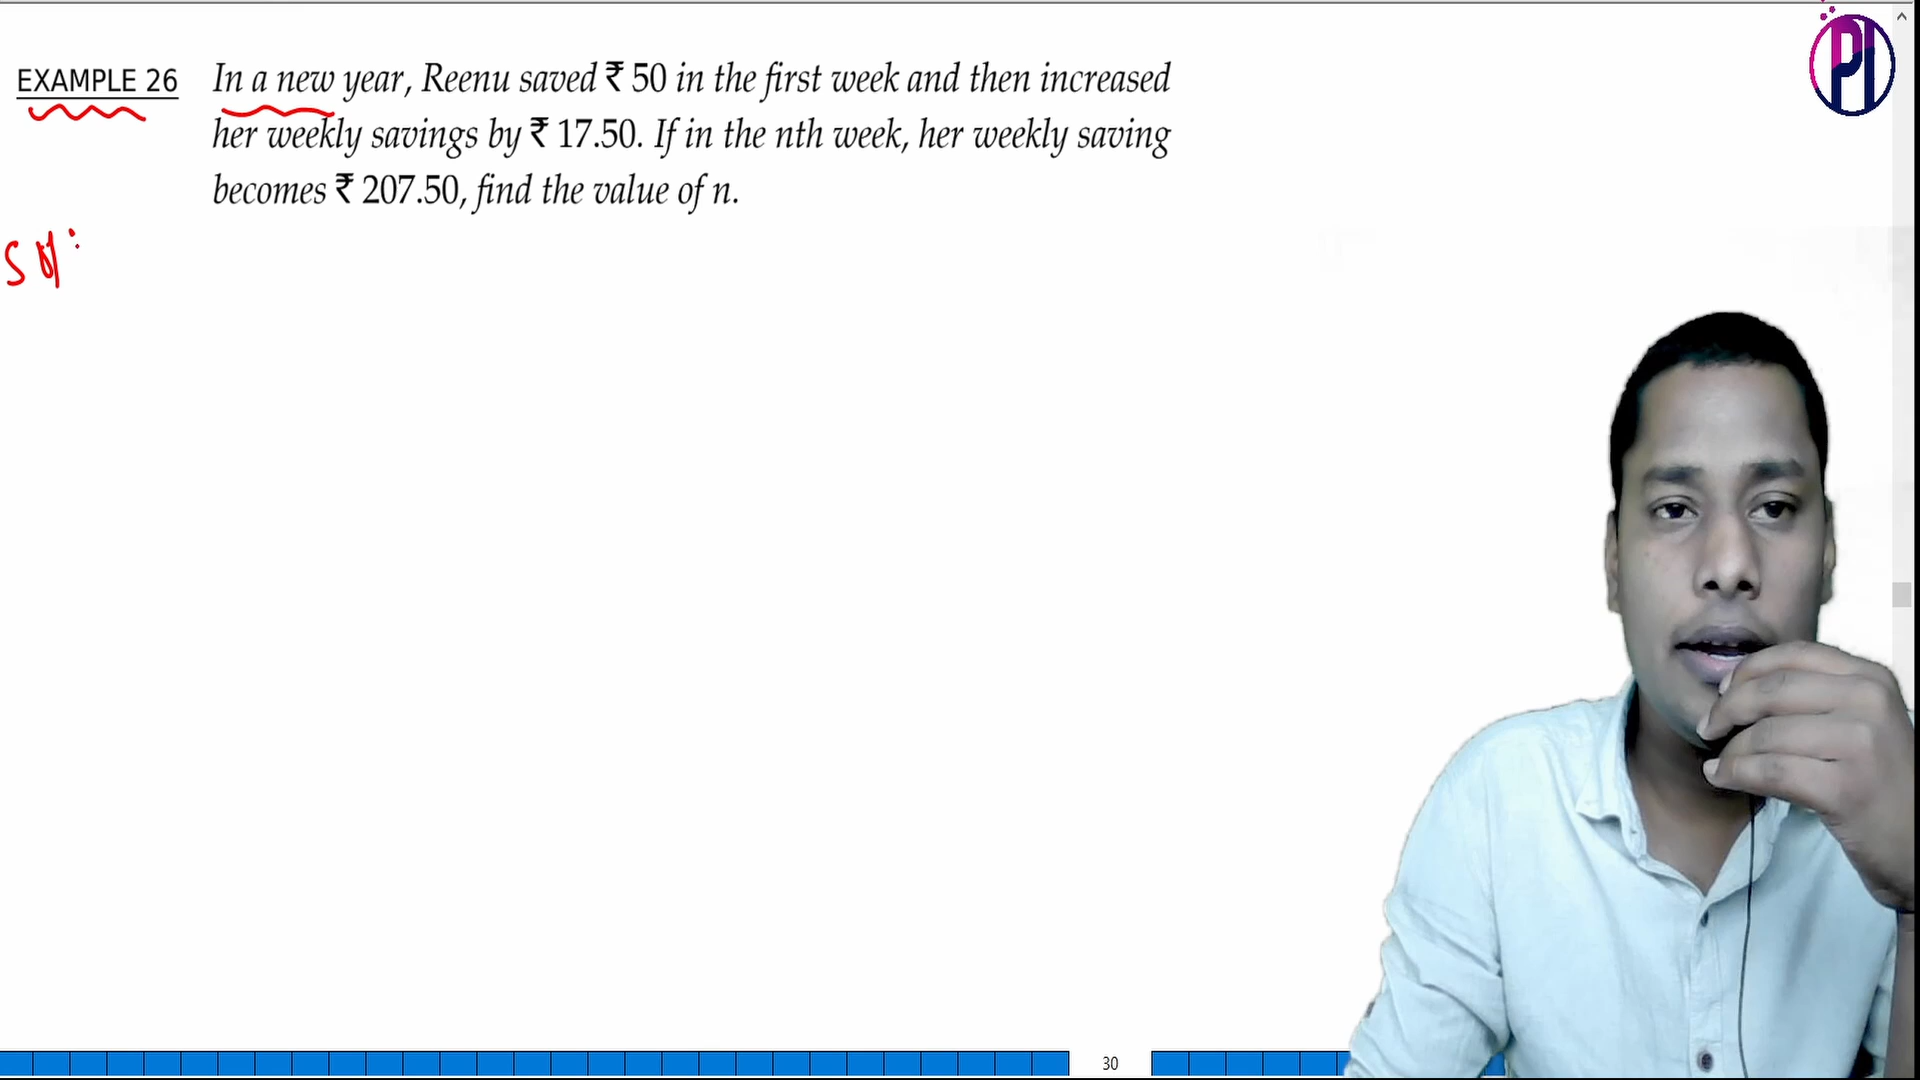 EXAMPLE 26 In a new year, Reenu saved ₹ 50 in the first week and then increased
her weekly savings by ₹ 17.50. If in the nth week, her weekly saving
becomes ₹ 207.50, find the value of n.
Sol:
30
PI